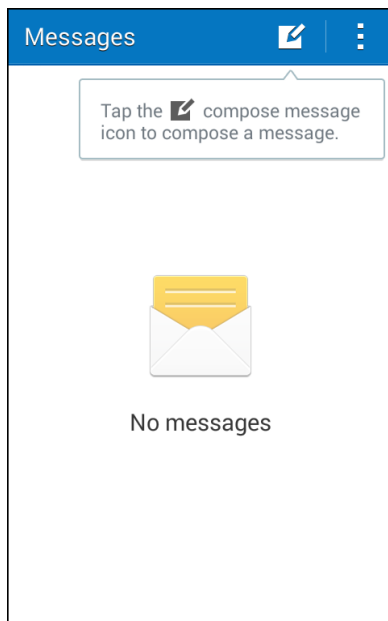 Messages
Tap the compose message
icon to compose a message.
No messages